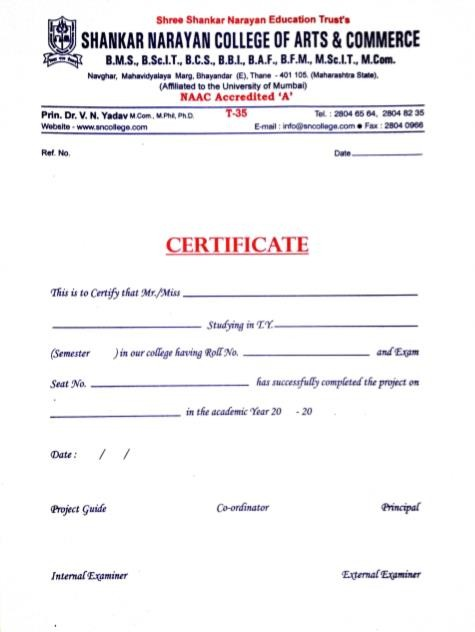 Shree Shankar Narayan Education Trust's
SHANKAR NARAYAN COLLEGE OF ARTS & COMMERCE
B.M.S., B.Sc.I.T., B.C.S., B.B.I., B.A.F., B.F.M., M.Sc.I.T., M.Com.
Navghar, Mahavidyalaya Marg, Bhayandar (E), Thane - 401 105. (Maharashtra State).
(Affiliated to the University of Mumbai)
NAAC Accredited 'A'
Prin. Dr. V. N. Yadav M.Com., M.Phil, Ph.D. T-35 Tel. : 2804 65 64, 2804 82 35
Website - www.sncollege.com E-mail : info@sncollege.com ● Fax : 2804 0966
Ref. No. Date
CERTIFICATE
This is to Certify that Mr./Miss
Studying in T.Y.
(Semester ) in our college having Roll No. and Exam
Seat No. has successfully completed the project on
in the academic Year 20 - 20
Date : / /
Project Guide Co-ordinator Principal
Internal Examiner External Examiner